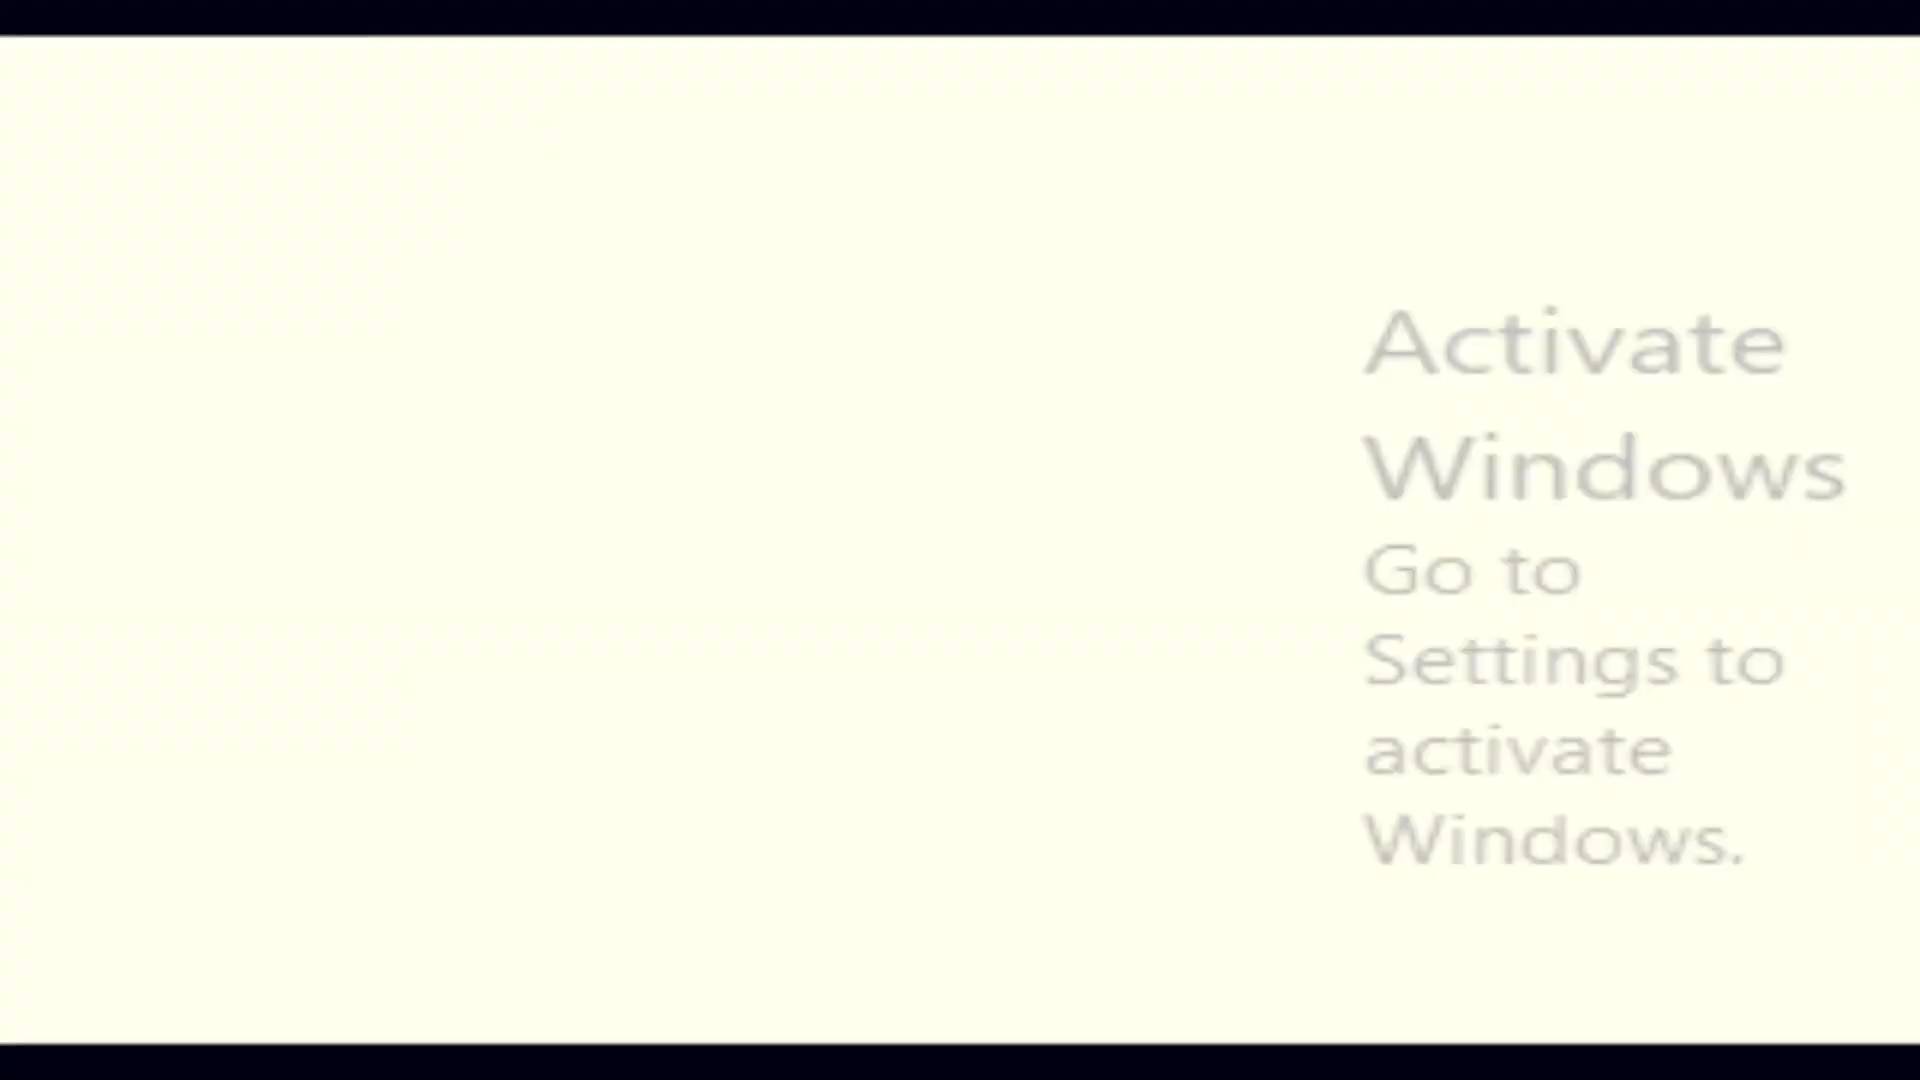 Activate
Windows
Go to
Settings to
activate
Windows.